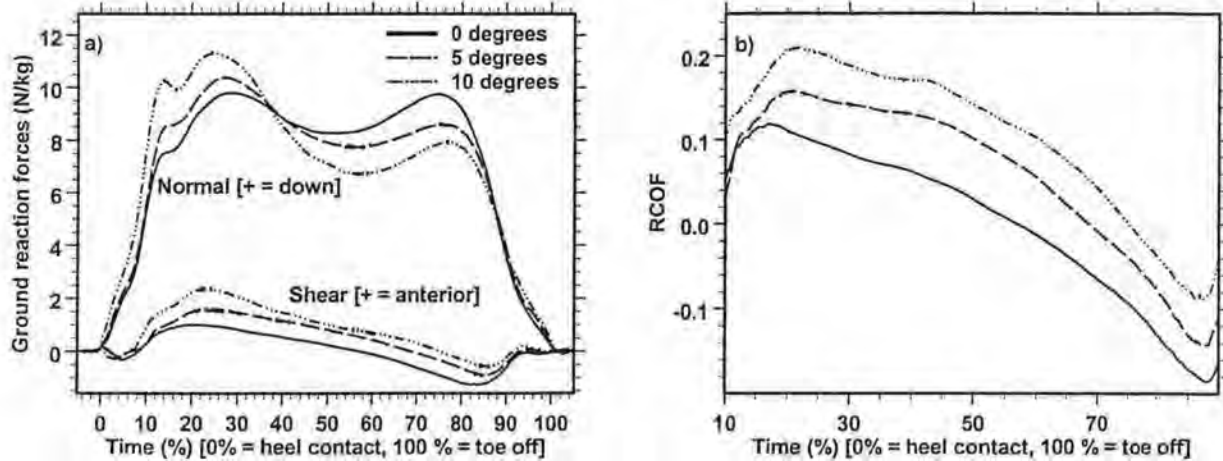 a)
0 degrees
5 degrees
10 degrees
12
10
8
6
4
2
0
Ground reaction forces (N/kg)
Normal [+ = down]
Shear [+ = anterior]
0 10 20 30 40 50 60 70 80 90 100
Time (%) [0% = heel contact, 100 % = toe off]
b)
0.2
0.1
0.0
-0.1
RCOF
10 30 50 70
Time (%) [0% = heel contact, 100 % = toe off]